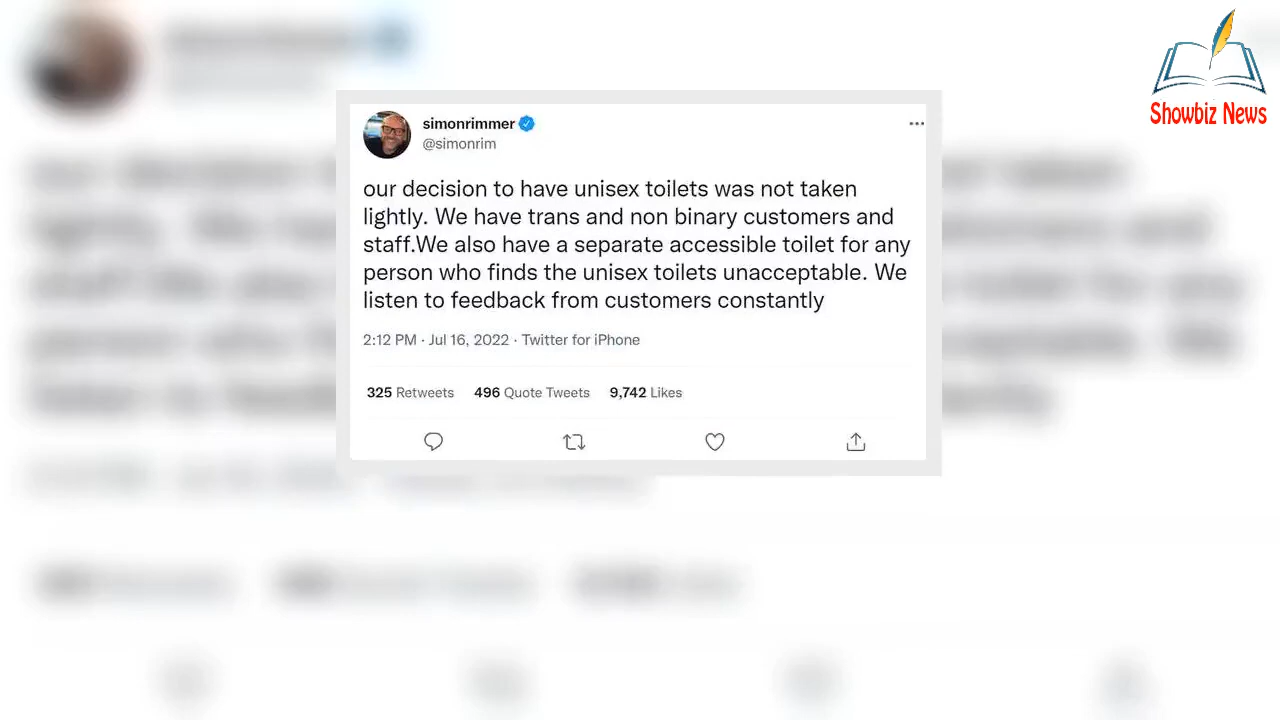 Showbiz News
simonrimmer
@simonrim
our decision to have unisex toilets was not taken
lightly. We have trans and non binary customers and
staff.We also have a separate accessible toilet for any
person who finds the unisex toilets unacceptable. We
listen to feedback from customers constantly
2:12 PM · Jul 16, 2022 · Twitter for iPhone
325 Retweets 496 Quote Tweets 9,742 Likes